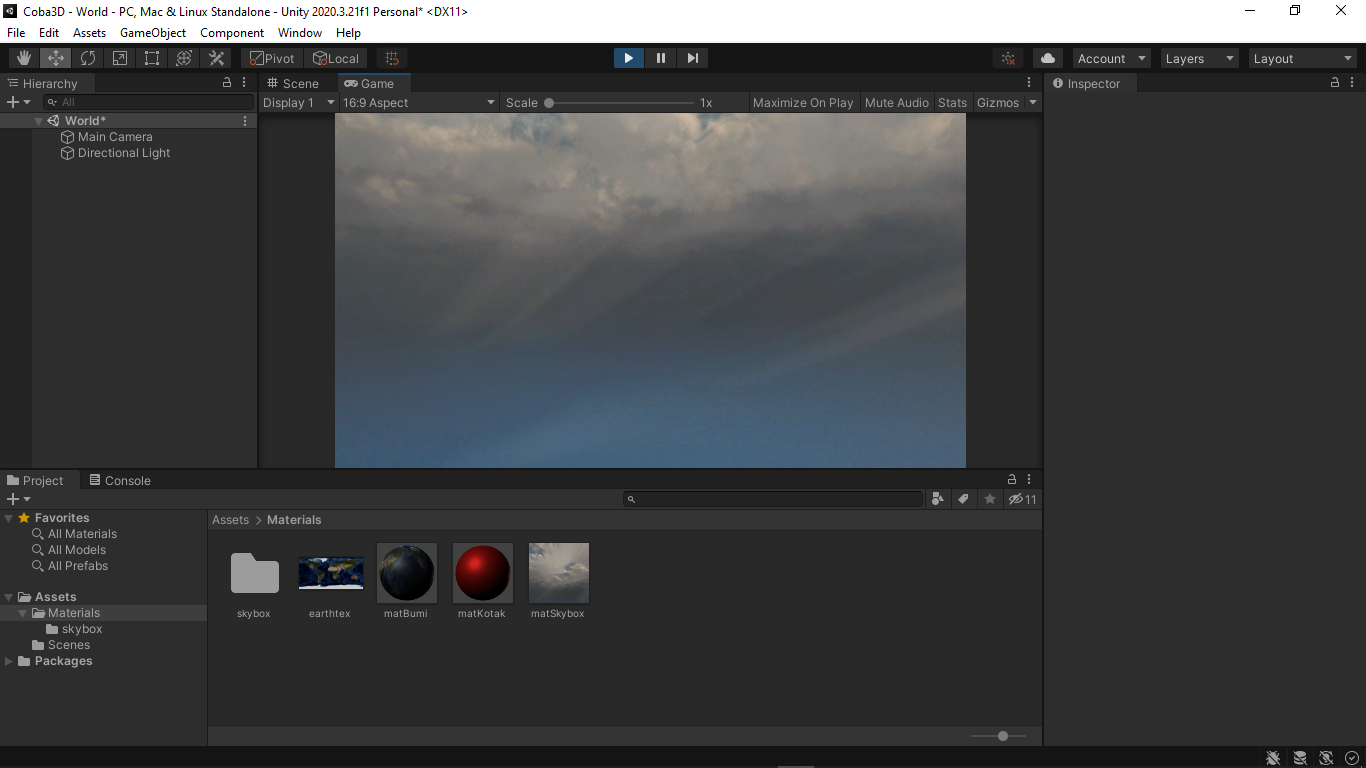 Coba3D - World - PC, Mac & Linux Standalone - Unity 2020.3.21f1 Personal* <DX11>
File Edit Assets GameObject Component Window Help
Pivot Local Account Layers Layout
Hierarchy
All
World*
Main Camera
Directional Light
Scene Game
Display 1 16:9 Aspect Scale 1x Maximize On Play Mute Audio Stats Gizmos
Inspector
Project Console
11
Favorites
All Materials
All Models
All Prefabs
Assets
Materials
skybox
Scenes
Packages
Assets > Materials
skybox earthtex matBumi matKotak matSkybox